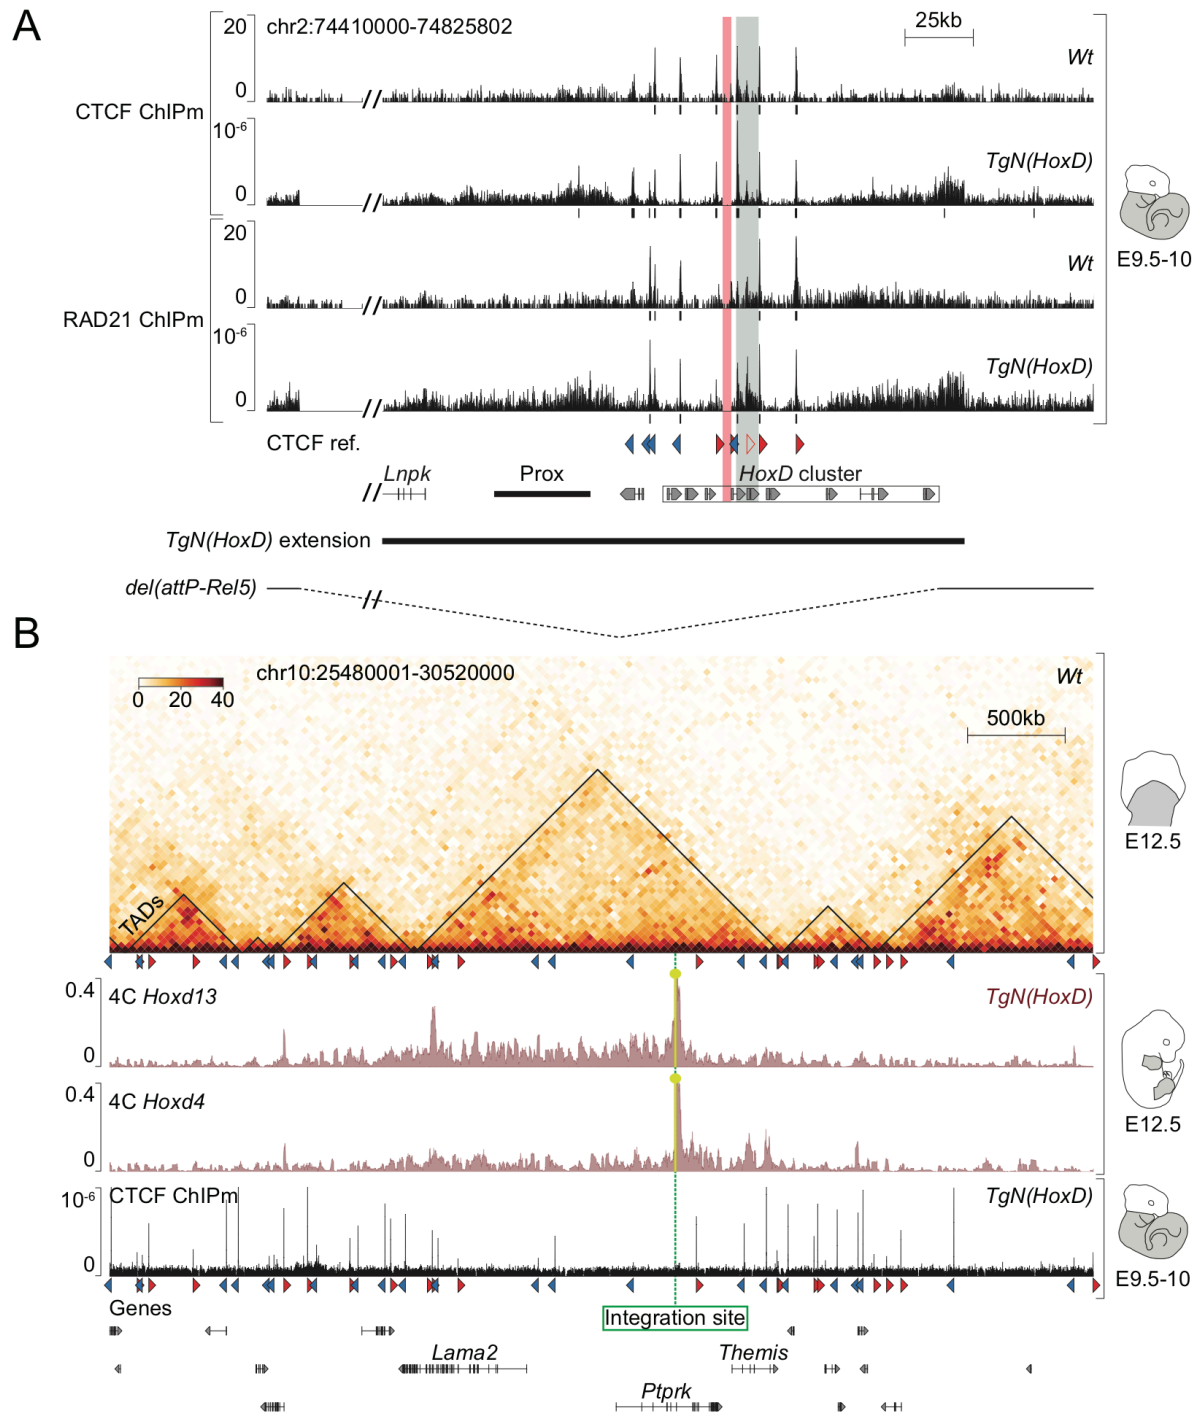 A
20
chr2:74410000-74825802
25kb
Wt
0
CTCF ChIPm
10-6
TgN(HoxD)
0
E9.5-10
20
Wt
0
RAD21 ChIPm
10-6
TgN(HoxD)
0
CTCF ref.
Lnpk
Prox
HoxD cluster
TgN(HoxD) extension
del(attP-Rel5)
B
chr10:25480001-30520000
Wt
0 20 40
500kb
TADs
E12.5
0.4
4C Hoxd13
TgN(HoxD)
0
0.4
4C Hoxd4
E12.5
0
10-6
CTCF ChIPm
TgN(HoxD)
0
E9.5-10
Genes
Integration site
Lama2
Themis
Ptprk